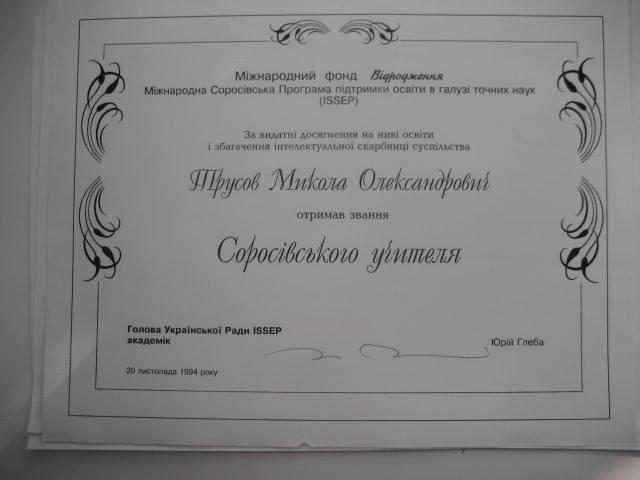 Міжнародний фонд Відродження
Міжнародна Соросівська Програма підтримки освіти в галузі точних наук
(ISSEP)
За видатні досягнення на ниві освіти
і збагачення інтелектуальної скарбниці суспільства
Трусов Микола Олександрович
отримав звання
Соросівського учителя
Голова Української Ради ISSEP
академік
Юрій Глеба
20 листопада 1994 року